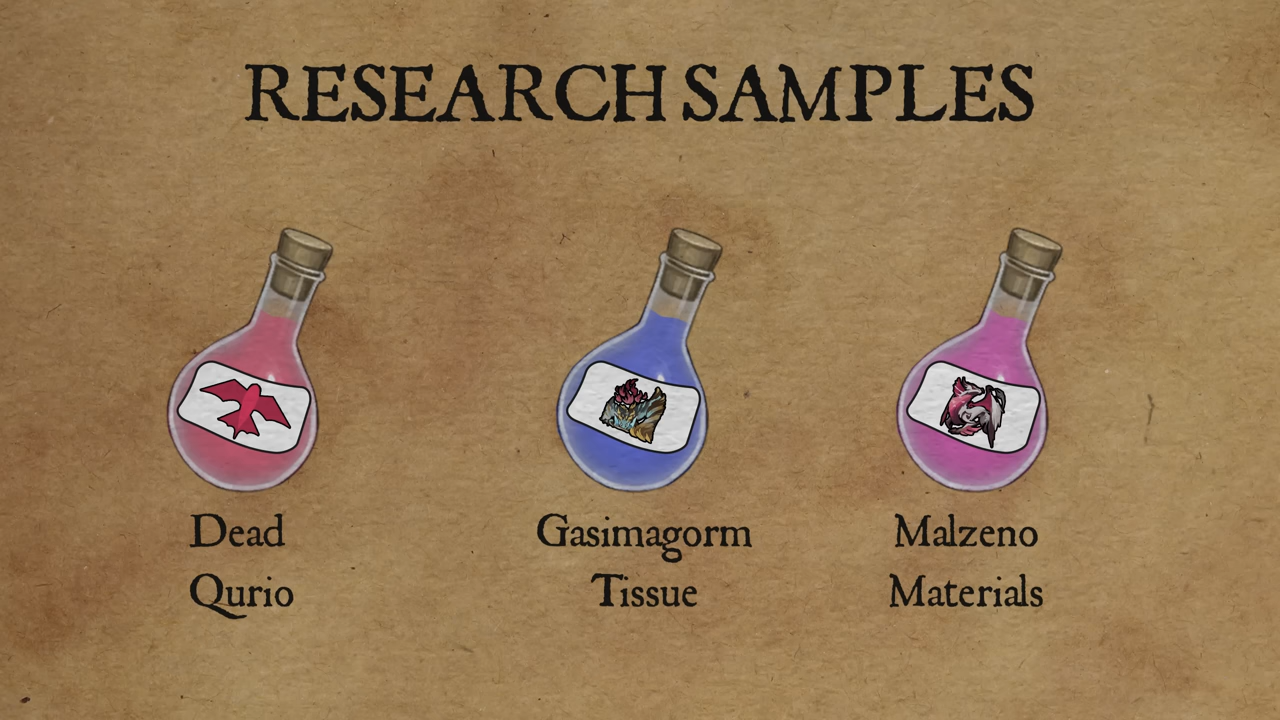 RESEARCH SAMPLES
Dead
Qurio
Gasimagorm
Tissue
Malzeno
Materials